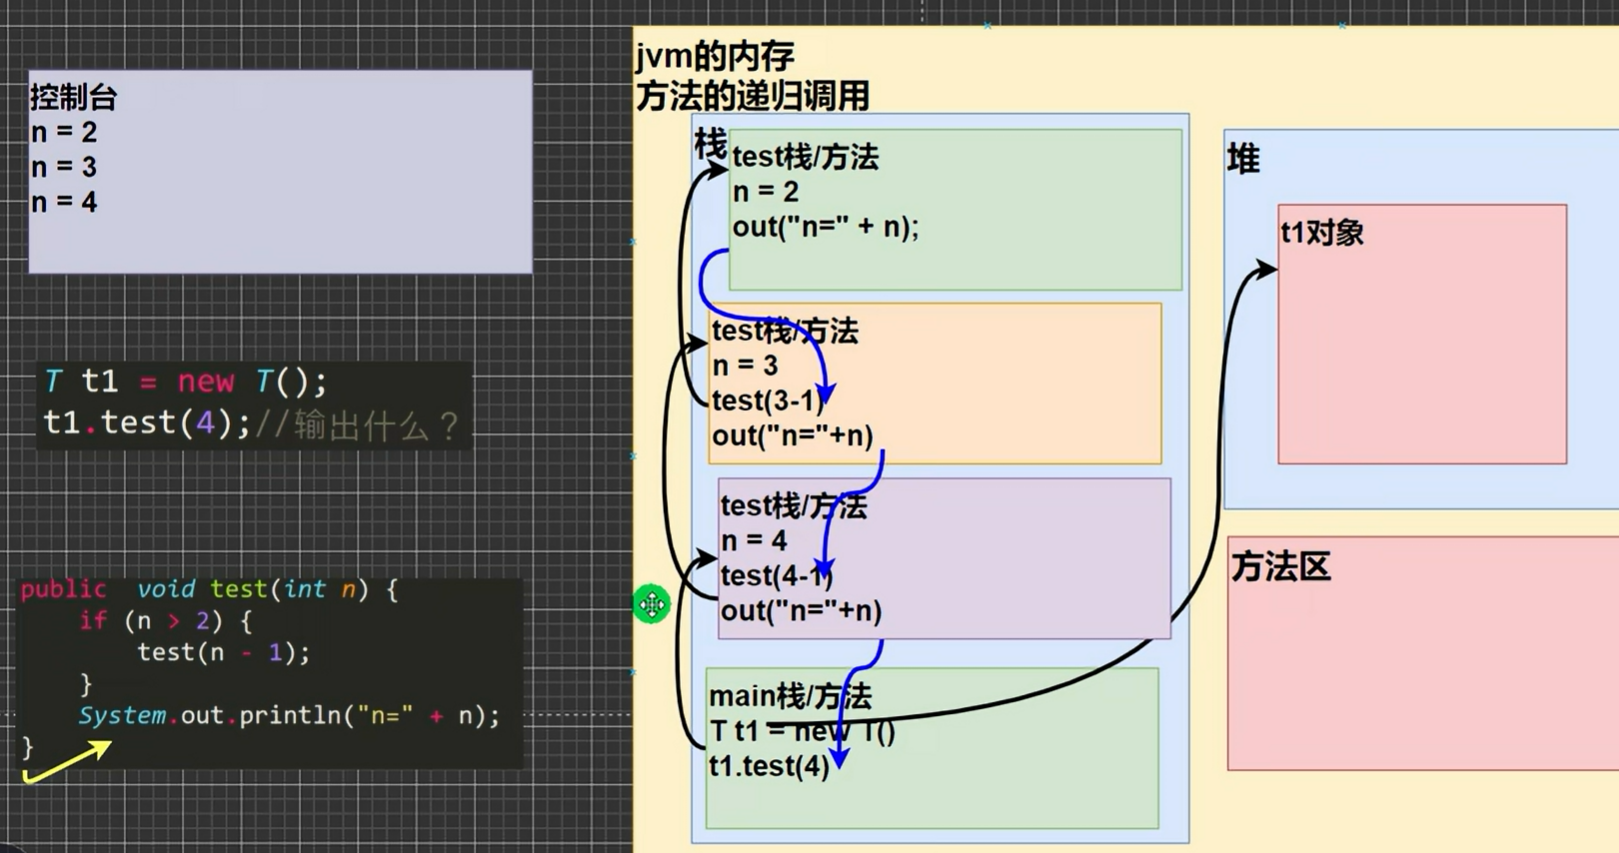 控制台
n = 2
n = 3
n = 4
T t1 = new T();
t1.test(4);//输出什么？
public  void test(int n) {
    if (n > 2) {
        test(n - 1);
    }
    System.out.println("n=" + n);
}
jvm的内存
方法的递归调用
栈
test栈/方法
n = 2
out("n=" + n);
test栈/方法
n = 3
test(3-1)
out("n="+n)
test栈/方法
n = 4
test(4-1)
out("n="+n)
main栈/方法
T t1 = new T()
t1.test(4)
堆
t1对象
方法区